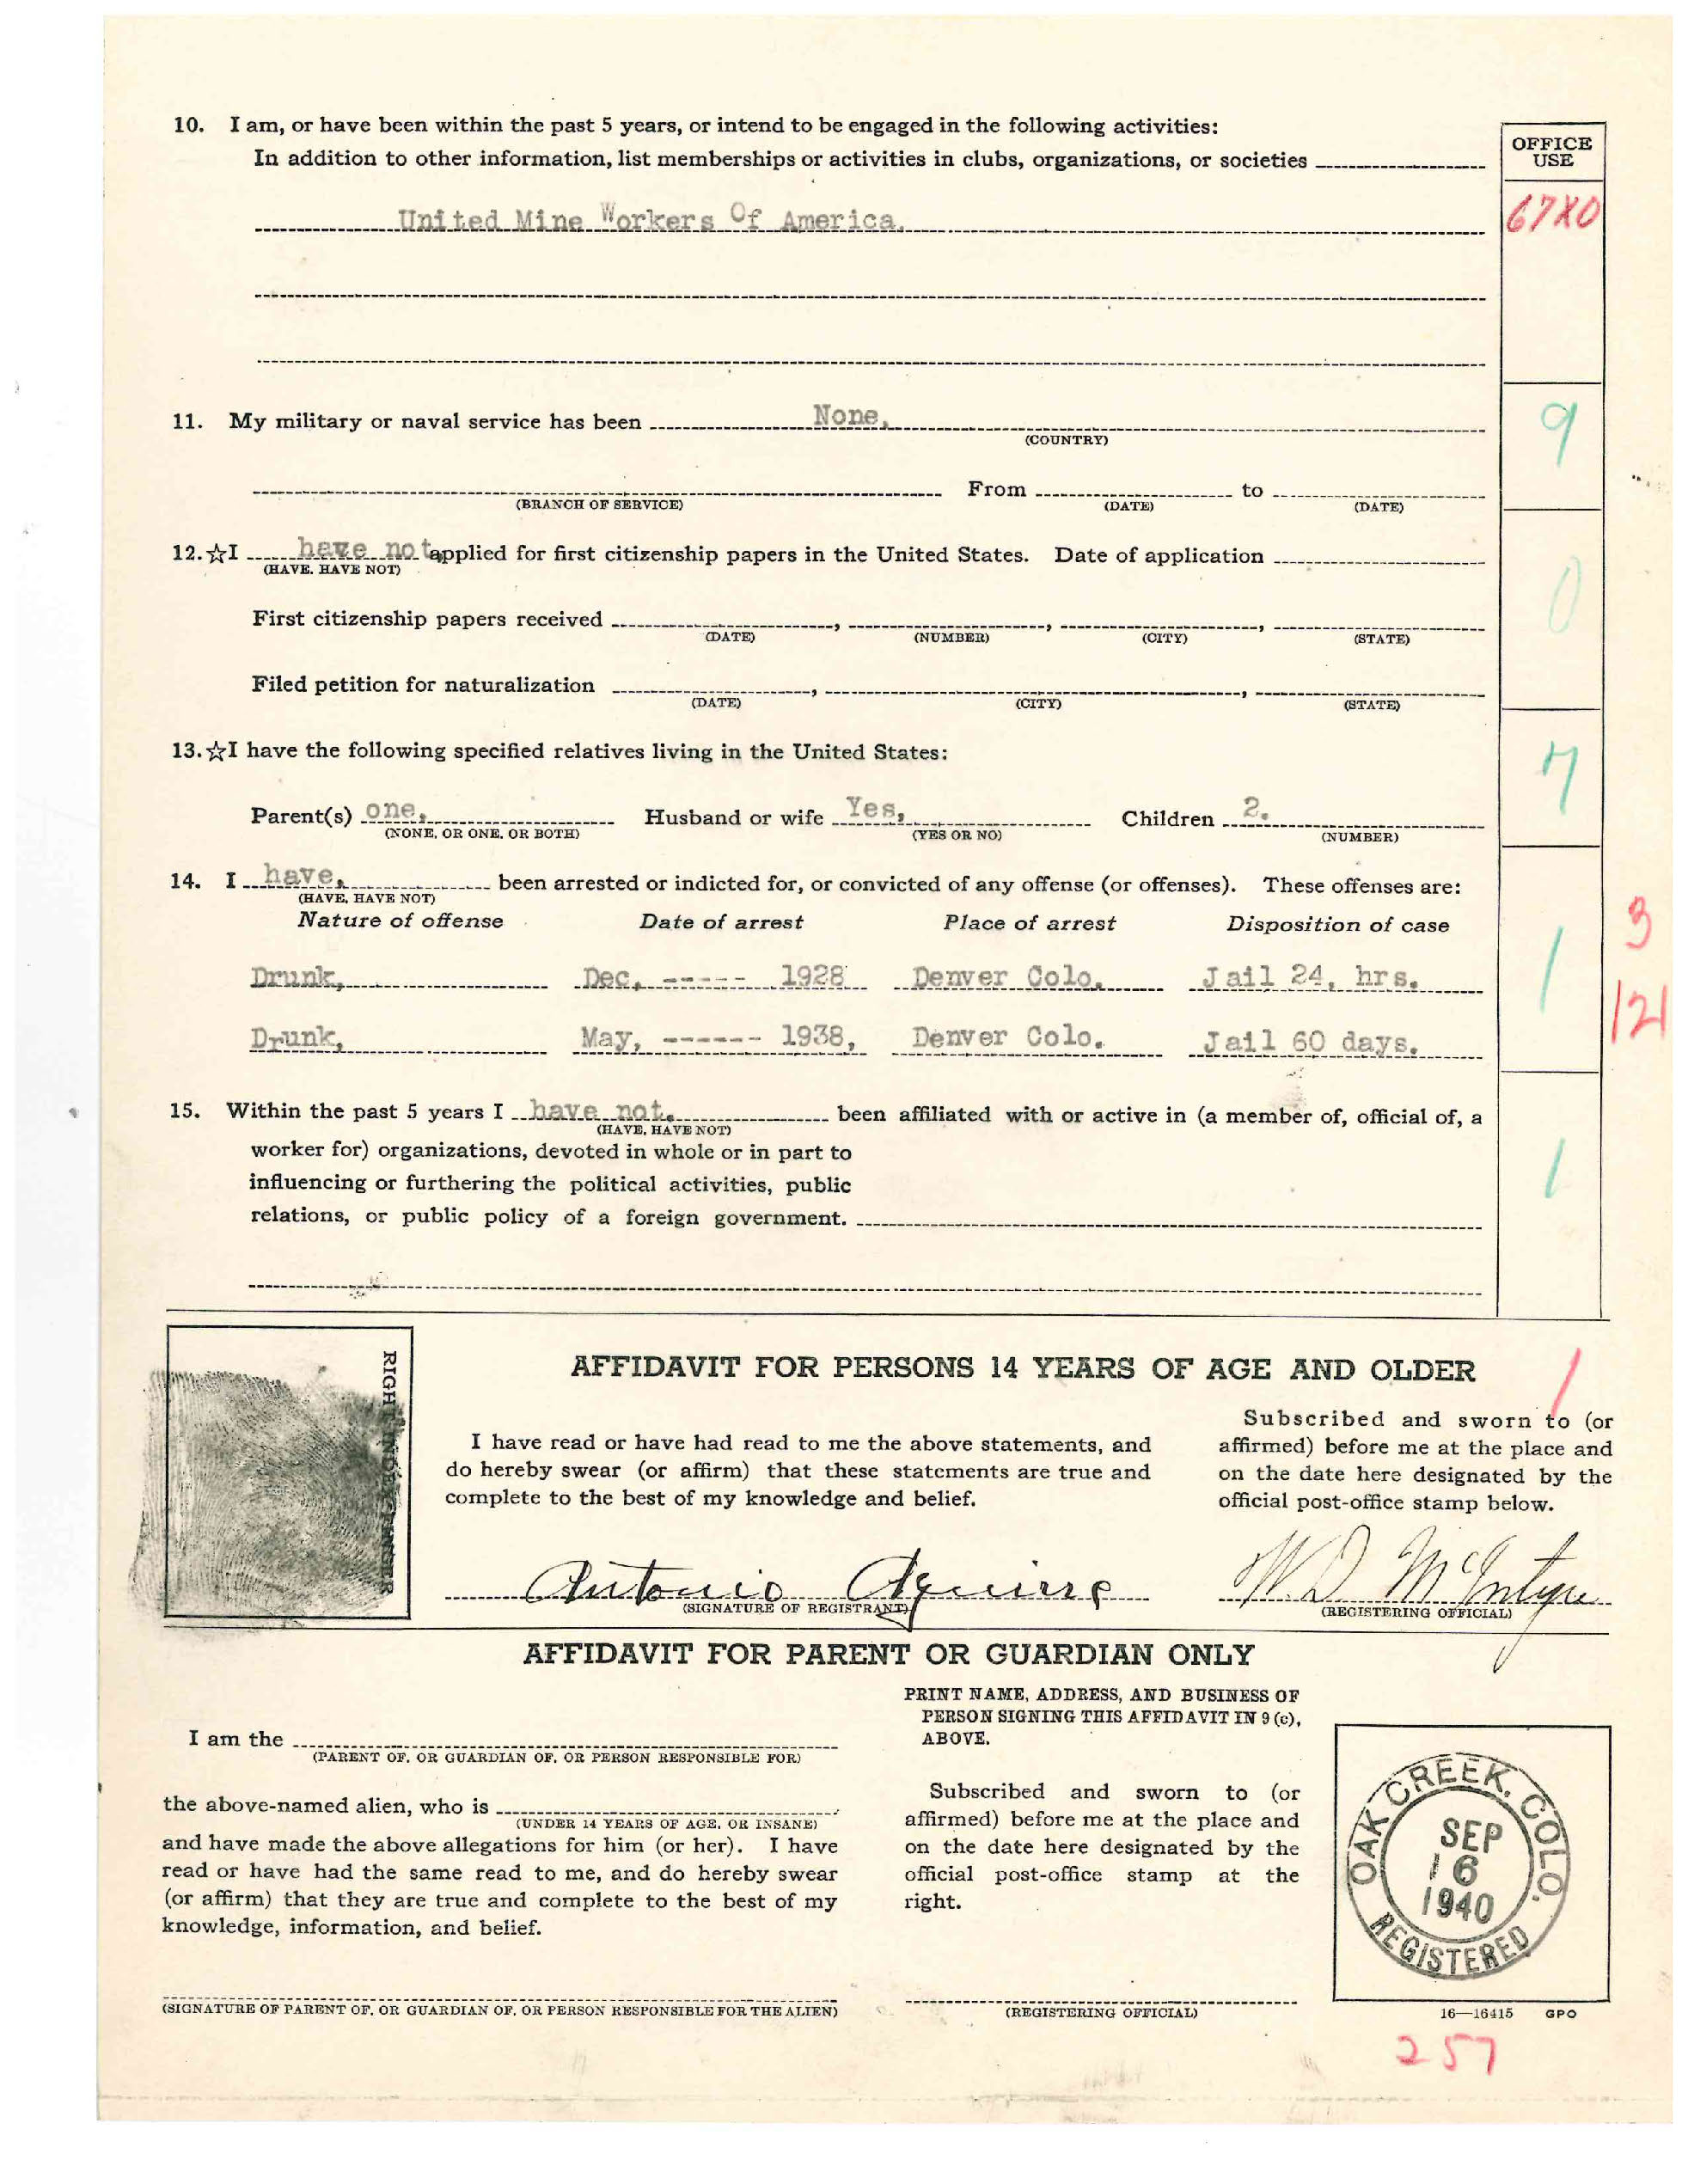 10. I am, or have been within the past 5 years, or intend to be engaged in the following activities:
In addition to other information, list memberships or activities in clubs, organizations, or societies
OFFICE USE
United Mine Workers Of America.
67X0
11. My military or naval service has been None,
9
(COUNTRY)
From to
(BRANCH OF SERVICE) (DATE) (DATE)
12.☆I have not applied for first citizenship papers in the United States. Date of application
(HAVE. HAVE NOT)
0
First citizenship papers received , , ,
(DATE) (NUMBER) (CITY) (STATE)
Filed petition for naturalization , ,
(DATE) (CITY) (STATE)
13.☆I have the following specified relatives living in the United States:
7
Parent(s) one, Husband or wife Yes, Children 2.
(NONE, OR ONE, OR BOTH) (YES OR NO) (NUMBER)
14. I have, been arrested or indicted for, or convicted of any offense (or offenses). These offenses are:
(HAVE, HAVE NOT)
Nature of offense Date of arrest Place of arrest Disposition of case
3
Drunk, Dec, ----- 1928 Denver Colo. Jail 24, hrs.
1
121
Drunk, May, ------ 1938, Denver Colo. Jail 60 days.
15. Within the past 5 years I have not. been affiliated with or active in (a member of, official of, a
(HAVE, HAVE NOT)
worker for) organizations, devoted in whole or in part to
influencing or furthering the political activities, public
relations, or public policy of a foreign government.
1
RIGHT INDEX FINGER
AFFIDAVIT FOR PERSONS 14 YEARS OF AGE AND OLDER
1
I have read or have had read to me the above statements, and
do hereby swear (or affirm) that these statements are true and
complete to the best of my knowledge and belief.
Subscribed and sworn to (or
affirmed) before me at the place and
on the date here designated by the
official post-office stamp below.
Antonio Aguirre
(SIGNATURE OF REGISTRANT)
W. D. McIntyre
(REGISTERING OFFICIAL)
AFFIDAVIT FOR PARENT OR GUARDIAN ONLY
I am the
(PARENT OF, OR GUARDIAN OF, OR PERSON RESPONSIBLE FOR)
the above-named alien, who is
(UNDER 14 YEARS OF AGE, OR INSANE)
and have made the above allegations for him (or her). I have
read or have had the same read to me, and do hereby swear
(or affirm) that they are true and complete to the best of my
knowledge, information, and belief.
(SIGNATURE OF PARENT OF, OR GUARDIAN OF, OR PERSON RESPONSIBLE FOR THE ALIEN)
PRINT NAME, ADDRESS, AND BUSINESS OF
PERSON SIGNING THIS AFFIDAVIT IN 9 (c),
ABOVE.
Subscribed and sworn to (or
affirmed) before me at the place and
on the date here designated by the
official post-office stamp at the
right.
(REGISTERING OFFICIAL)
OAK CREEK, COLO.
SEP
16
1940
REGISTERED
16—16415 GPO
257